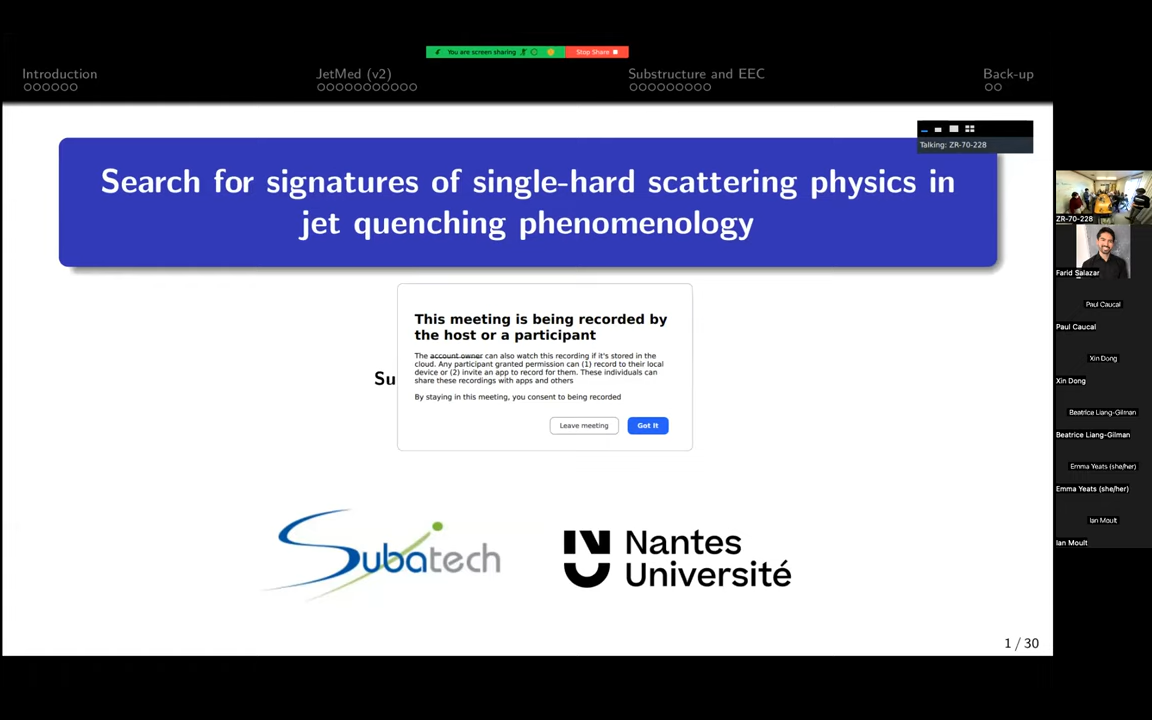 You are screen sharing
Stop Share
Introduction
JetMed (v2)
Substructure and EEC
Back-up
Talking: ZR-70-228
Search for signatures of single-hard scattering physics in
jet quenching phenomenology
This meeting is being recorded by
the host or a participant
The account owner can also watch this recording if it's stored in the
cloud. Any participant granted permission can (1) record to their local
device or (2) invite an app to record for them. These individuals can
share these recordings with apps and others
By staying in this meeting, you consent to being recorded
Leave meeting
Got It
Su
Subatech
Nantes
Université
1 / 30
ZR-70-228
Farid Salazar
Paul Caucal
Paul Caucal
Xin Dong
Xin Dong
Beatrice Liang-Gilman
Beatrice Liang-Gilman
Emma Yeats (she/her)
Emma Yeats (she/her)
Ian Moult
Ian Moult